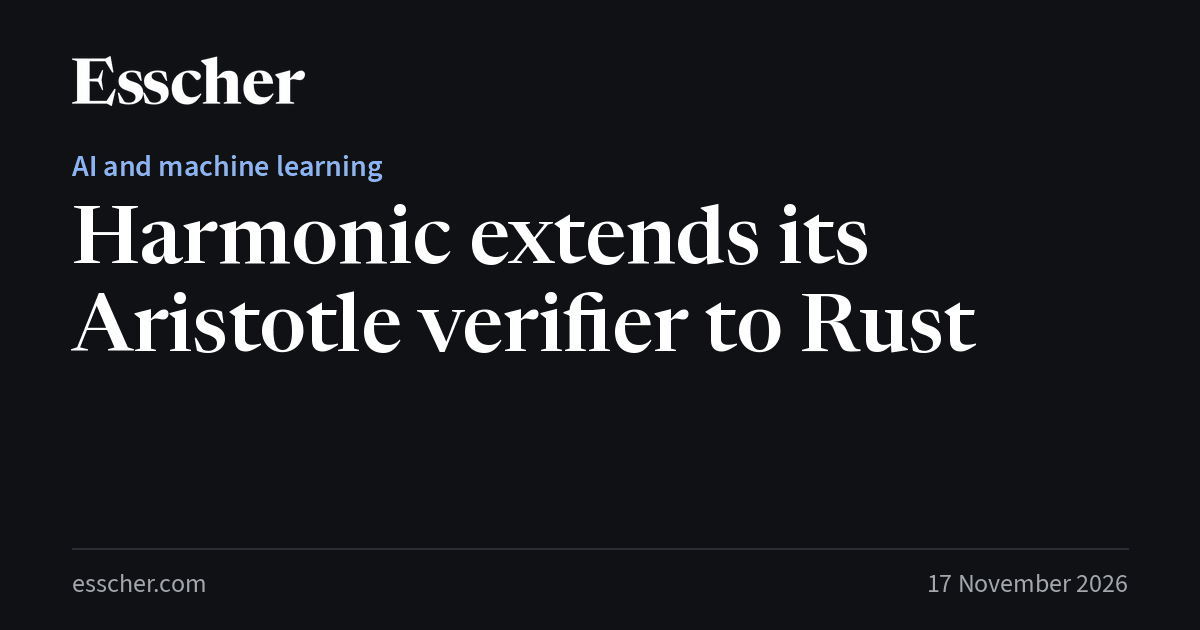 Esscher
AI and machine learning
Harmonic extends its
Aristotle verifier to Rust
esscher.com
17 November 2026